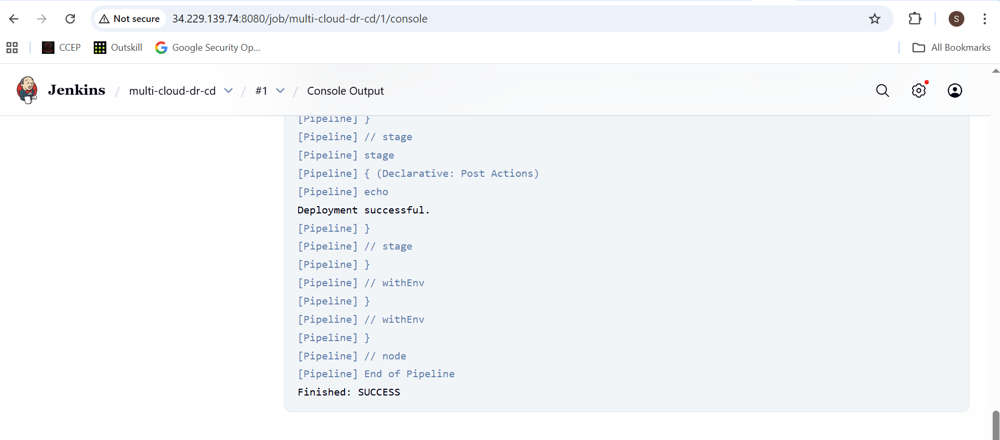 Not secure 34.229.139.74:8080/job/multi-cloud-dr-cd/1/console S
CCEP Outskill Google Security Op... All Bookmarks
Jenkins / multi-cloud-dr-cd / #1 / Console Output
[Pipeline] }
[Pipeline] // stage
[Pipeline] stage
[Pipeline] { (Declarative: Post Actions)
[Pipeline] echo
Deployment successful.
[Pipeline] }
[Pipeline] // stage
[Pipeline] }
[Pipeline] // withEnv
[Pipeline] }
[Pipeline] // withEnv
[Pipeline] }
[Pipeline] // node
[Pipeline] End of Pipeline
Finished: SUCCESS